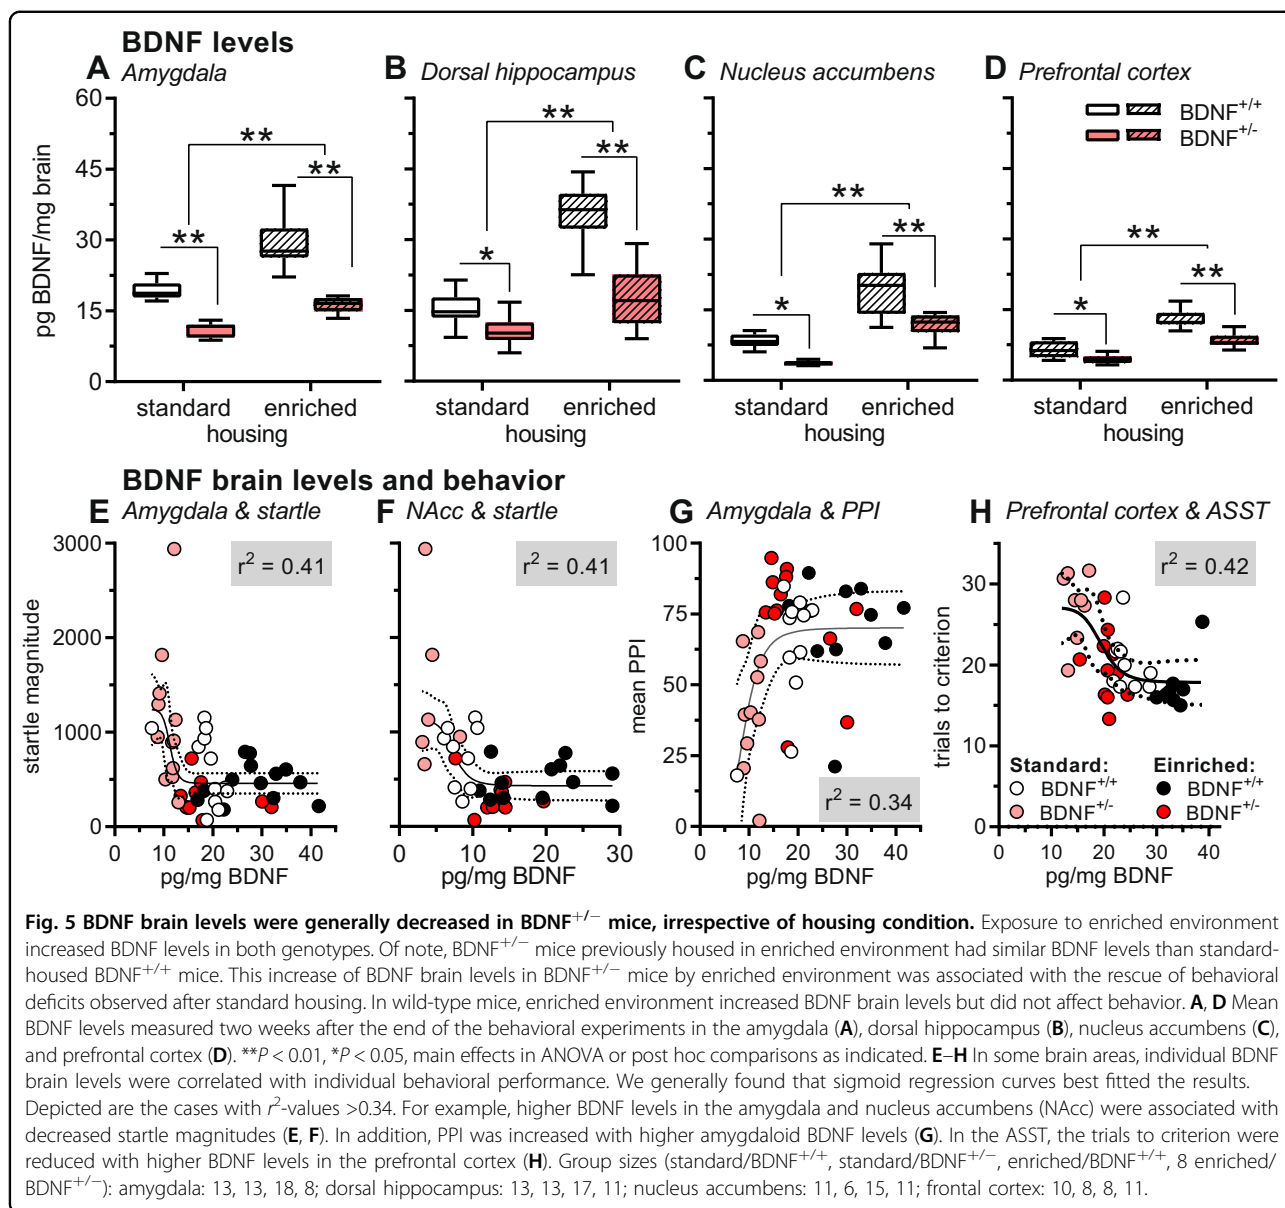 BDNF levels
A Amygdala
B Dorsal hippocampus
C Nucleus accumbens
D Prefrontal cortex
60
45
30
15
0
pg BDNF/mg brain
**
**
**
**
**
*
**
**
*
**
**
*
BDNF+/+
BDNF+/-
standard enriched
housing
standard enriched
housing
standard enriched
housing
standard enriched
housing
BDNF brain levels and behavior
E Amygdala & startle
F NAcc & startle
G Amygdala & PPI
H Prefrontal cortex & ASST
3000
2000
1000
0
startle magnitude
r² = 0.41
0 10 20 30 40
pg/mg BDNF
r² = 0.41
0 10 20 30
pg/mg BDNF
100
75
50
25
0
mean PPI
r² = 0.34
0 10 20 30 40
pg/mg BDNF
30
20
10
0
trials to criterion
r² = 0.42
Standard: Einriched:
BDNF+/+ BDNF+/+
BDNF+/- BDNF+/-
0 10 20 30 40
pg/mg BDNF
Fig. 5 BDNF brain levels were generally decreased in BDNF+/− mice, irrespective of housing condition. Exposure to enriched environment
increased BDNF levels in both genotypes. Of note, BDNF+/− mice previously housed in enriched environment had similar BDNF levels than standard-
housed BDNF+/+ mice. This increase of BDNF brain levels in BDNF+/− mice by enriched environment was associated with the rescue of behavioral
deficits observed after standard housing. In wild-type mice, enriched environment increased BDNF brain levels but did not affect behavior. A, D Mean
BDNF levels measured two weeks after the end of the behavioral experiments in the amygdala (A), dorsal hippocampus (B), nucleus accumbens (C),
and prefrontal cortex (D). **P < 0.01, *P < 0.05, main effects in ANOVA or post hoc comparisons as indicated. E–H In some brain areas, individual BDNF
brain levels were correlated with individual behavioral performance. We generally found that sigmoid regression curves best fitted the results.
Depicted are the cases with r²-values >0.34. For example, higher BDNF levels in the amygdala and nucleus accumbens (NAcc) were associated with
decreased startle magnitudes (E, F). In addition, PPI was increased with higher amygdaloid BDNF levels (G). In the ASST, the trials to criterion were
reduced with higher BDNF levels in the prefrontal cortex (H). Group sizes (standard/BDNF+/+, standard/BDNF+/−, enriched/BDNF+/+, 8 enriched/
BDNF+/−): amygdala: 13, 13, 18, 8; dorsal hippocampus: 13, 13, 17, 11; nucleus accumbens: 11, 6, 15, 11; frontal cortex: 10, 8, 8, 11.